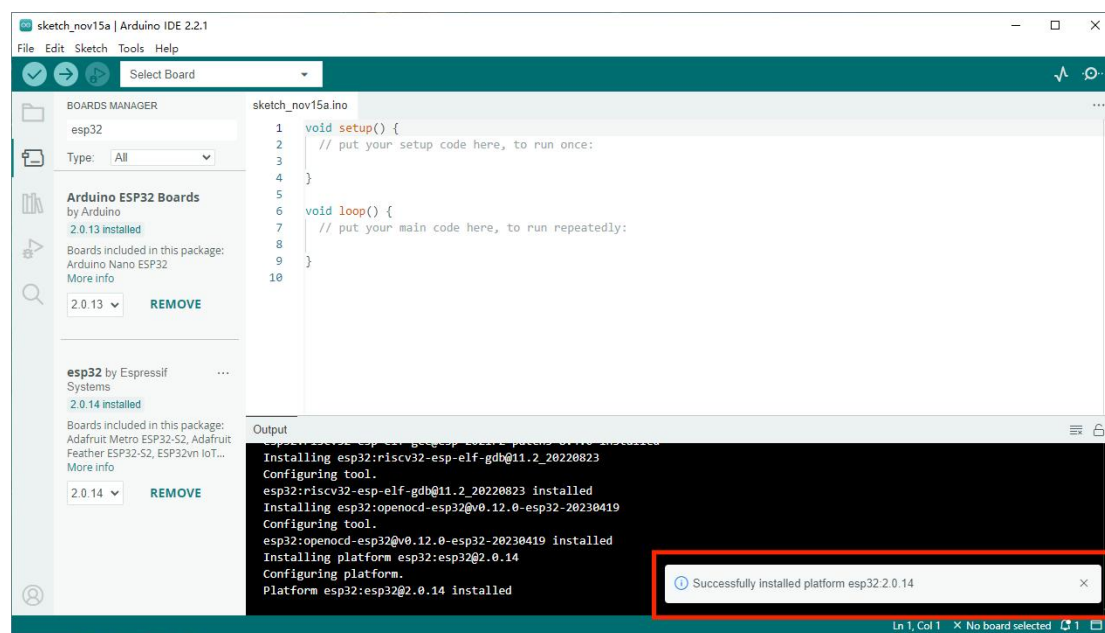 sketch_nov15a | Arduino IDE 2.2.1
File Edit Sketch Tools Help
Select Board
BOARDS MANAGER
esp32
Type: All
Arduino ESP32 Boards
by Arduino
2.0.13 installed
Boards included in this package:
Arduino Nano ESP32
More info
2.0.13 REMOVE
esp32 by Espressif ...
Systems
2.0.14 installed
Boards included in this package:
Adafruit Metro ESP32-S2, Adafruit
Feather ESP32-S2, ESP32vn IoT...
More info
2.0.14 REMOVE
sketch_nov15a.ino ...
1 void setup() {
2 // put your setup code here, to run once:
3
4 }
5
6 void loop() {
7 // put your main code here, to run repeatedly:
8
9 }
10
Output
Installing esp32:riscv32-esp-elf-gdb@11.2_20220823
Configuring tool.
esp32:riscv32-esp-elf-gdb@11.2_20220823 installed
Installing esp32:openocd-esp32@v0.12.0-esp32-20230419
Configuring tool.
esp32:openocd-esp32@v0.12.0-esp32-20230419 installed
Installing platform esp32:esp32@2.0.14
Configuring platform.
Platform esp32:esp32@2.0.14 installed
Successfully installed platform esp32:2.0.14
Ln 1, Col 1 × No board selected 1